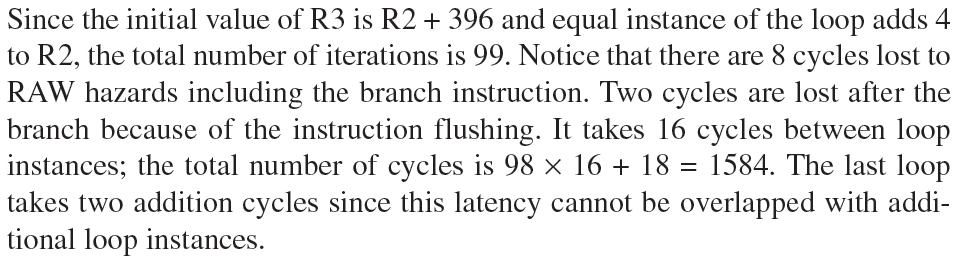 Since the initial value of R3 is R2 + 396 and equal instance of the loop adds 4
to R2, the total number of iterations is 99. Notice that there are 8 cycles lost to
RAW hazards including the branch instruction. Two cycles are lost after the
branch because of the instruction flushing. It takes 16 cycles between loop
instances; the total number of cycles is 98 × 16 + 18 = 1584. The last loop
takes two addition cycles since this latency cannot be overlapped with addi-
tional loop instances.